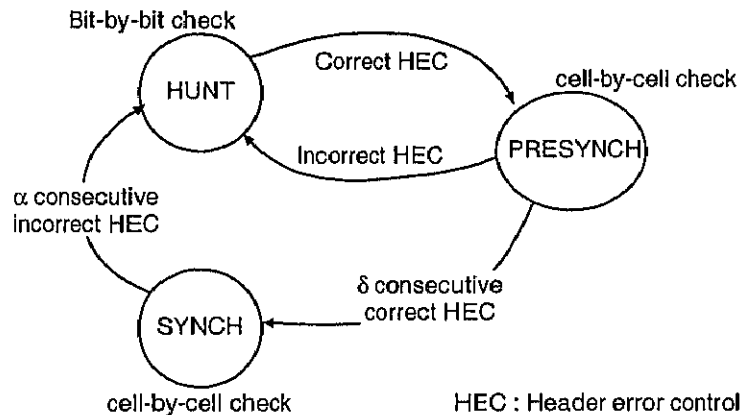 Bit-by-bit check
Correct HEC
cell-by-cell check
HUNT
Incorrect HEC
PRESYNCH
α consecutive
incorrect HEC
δ consecutive
correct HEC
SYNCH
cell-by-cell check
HEC : Header error control